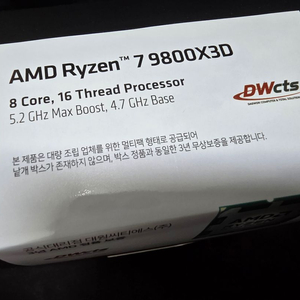 AMD Ryzen™ 7 9800X3D
8 Core, 16 Thread Processor
5.2 GHz Max Boost, 4.7 GHz Base
DWcts
본 제품은 대량 조립 업체를 위한 멀티팩 형태로 공급되어
낱개 박스가 존재하지 않으며, 박스 정품과 동일한 3년 무상보증을 제공합니다.